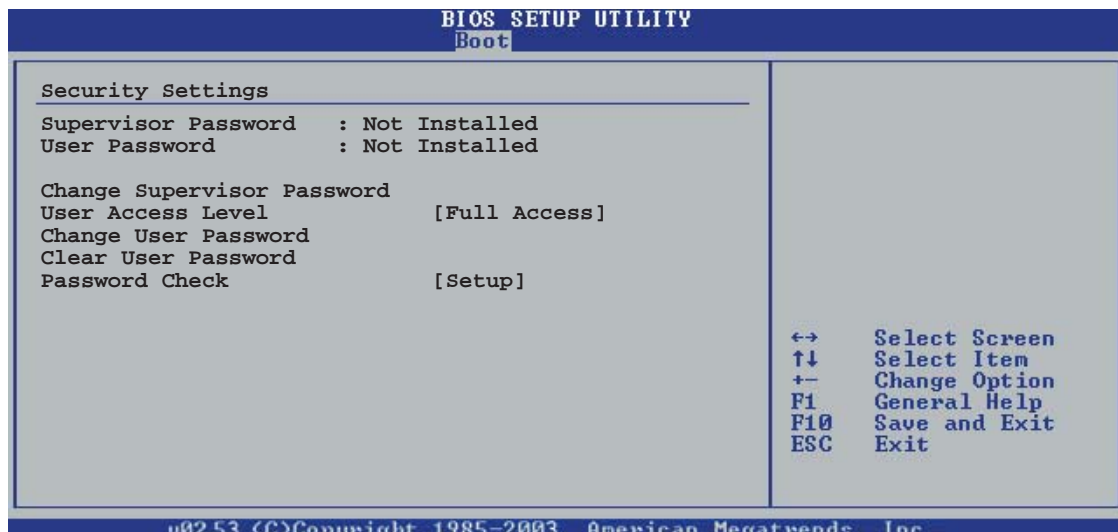 BIOS SETUP UTILITY
Boot
Security Settings
Supervisor Password : Not Installed
User Password : Not Installed
Change Supervisor Password
User Access Level [Full Access]
Change User Password
Clear User Password
Password Check [Setup]
←→ Select Screen
↑↓ Select Item
+- Change Option
F1 General Help
F10 Save and Exit
ESC Exit
v02.53 (C)Copyright 1985-2003, American Megatrends, Inc.